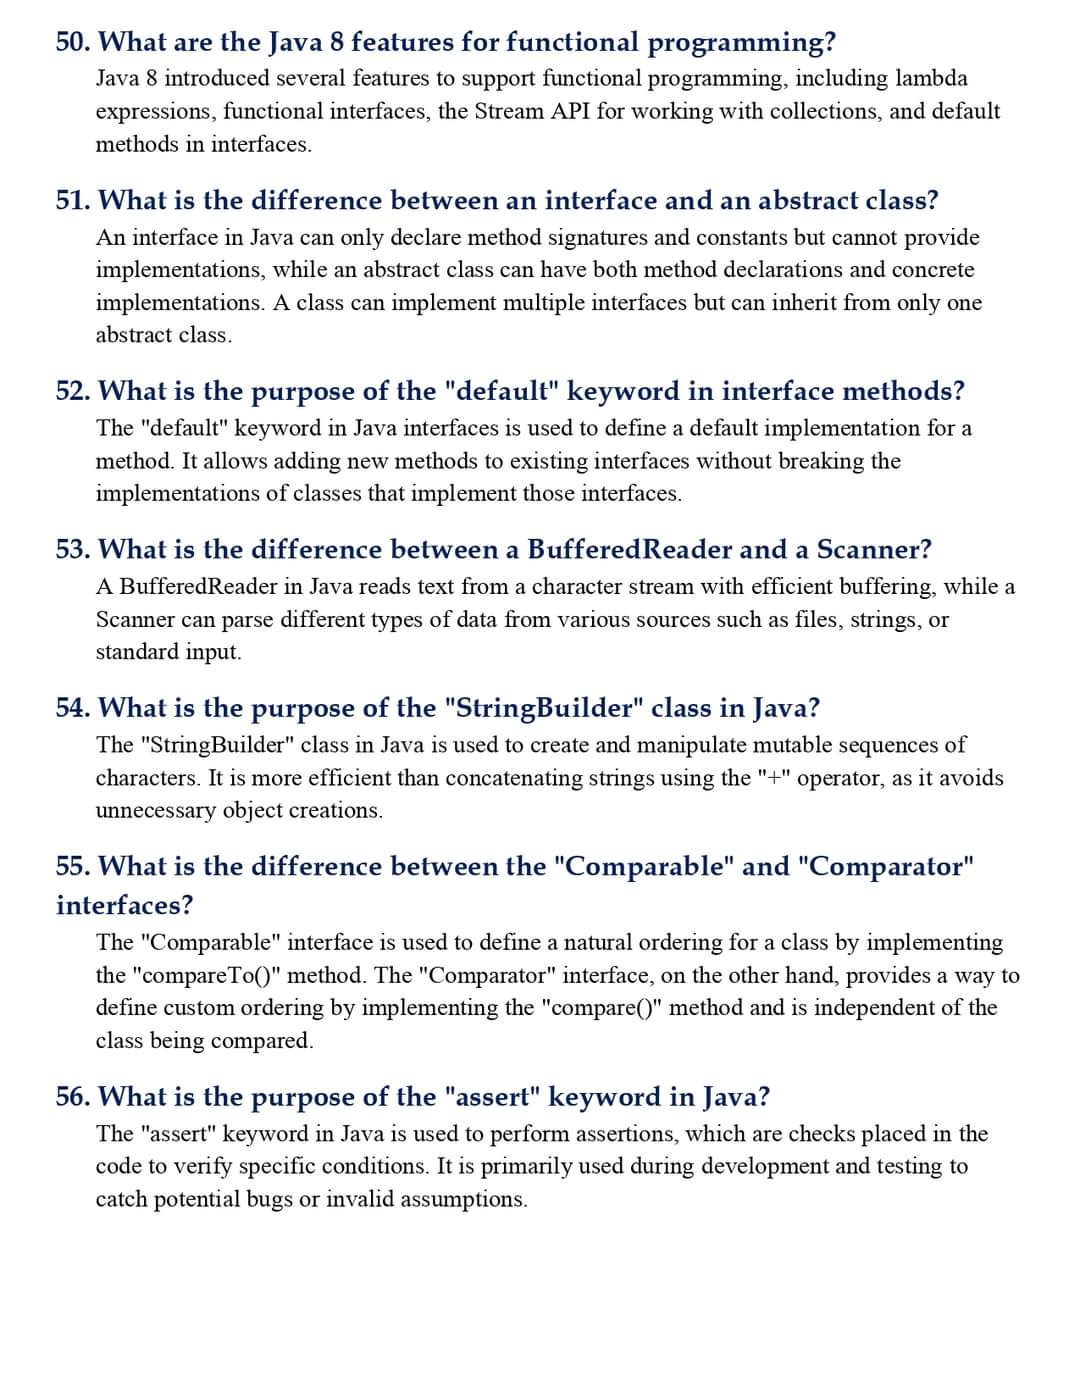 50. What are the Java 8 features for functional programming?
Java 8 introduced several features to support functional programming, including lambda
expressions, functional interfaces, the Stream API for working with collections, and default
methods in interfaces.
51. What is the difference between an interface and an abstract class?
An interface in Java can only declare method signatures and constants but cannot provide
implementations, while an abstract class can have both method declarations and concrete
implementations. A class can implement multiple interfaces but can inherit from only one
abstract class.
52. What is the purpose of the "default" keyword in interface methods?
The "default" keyword in Java interfaces is used to define a default implementation for a
method. It allows adding new methods to existing interfaces without breaking the
implementations of classes that implement those interfaces.
53. What is the difference between a BufferedReader and a Scanner?
A BufferedReader in Java reads text from a character stream with efficient buffering, while a
Scanner can parse different types of data from various sources such as files, strings, or
standard input.
54. What is the purpose of the "StringBuilder" class in Java?
The "StringBuilder" class in Java is used to create and manipulate mutable sequences of
characters. It is more efficient than concatenating strings using the "+" operator, as it avoids
unnecessary object creations.
55. What is the difference between the "Comparable" and "Comparator"
interfaces?
The "Comparable" interface is used to define a natural ordering for a class by implementing
the "compareTo()" method. The "Comparator" interface, on the other hand, provides a way to
define custom ordering by implementing the "compare()" method and is independent of the
class being compared.
56. What is the purpose of the "assert" keyword in Java?
The "assert" keyword in Java is used to perform assertions, which are checks placed in the
code to verify specific conditions. It is primarily used during development and testing to
catch potential bugs or invalid assumptions.